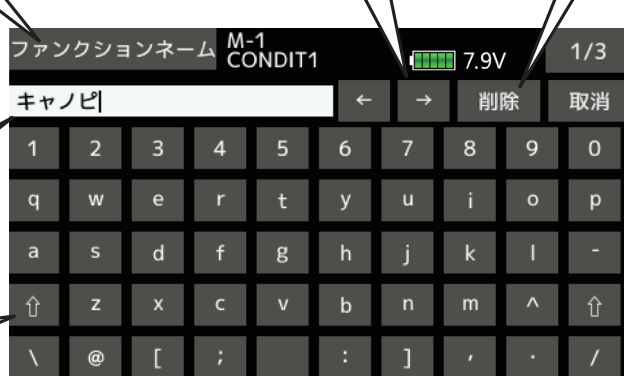 ファンクションネーム M-1 CONDIT1 7.9V 1/3
キャノピ ← → 削除 取消
1 2 3 4 5 6 7 8 9 0
q w e r t y u i o p
a s d f g h j k l -
⇧ z x c v b n m ^ ⇧
\ @ [ ; : ] , . /